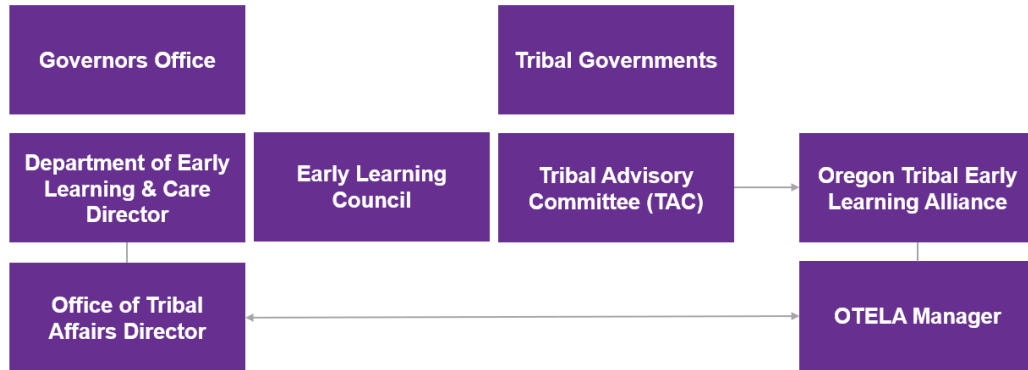 Governors Office
Tribal Governments
Department of Early
Learning & Care
Director
Early Learning
Council
Tribal Advisory
Committee (TAC)
Oregon Tribal Early
Learning Alliance
Office of Tribal
Affairs Director
OTELA Manager